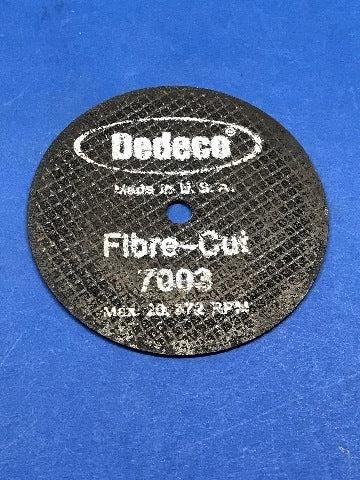 Dedeco®
Made in U.S.A.
Fibre-Cut
7003
Max. 20,372 RPM